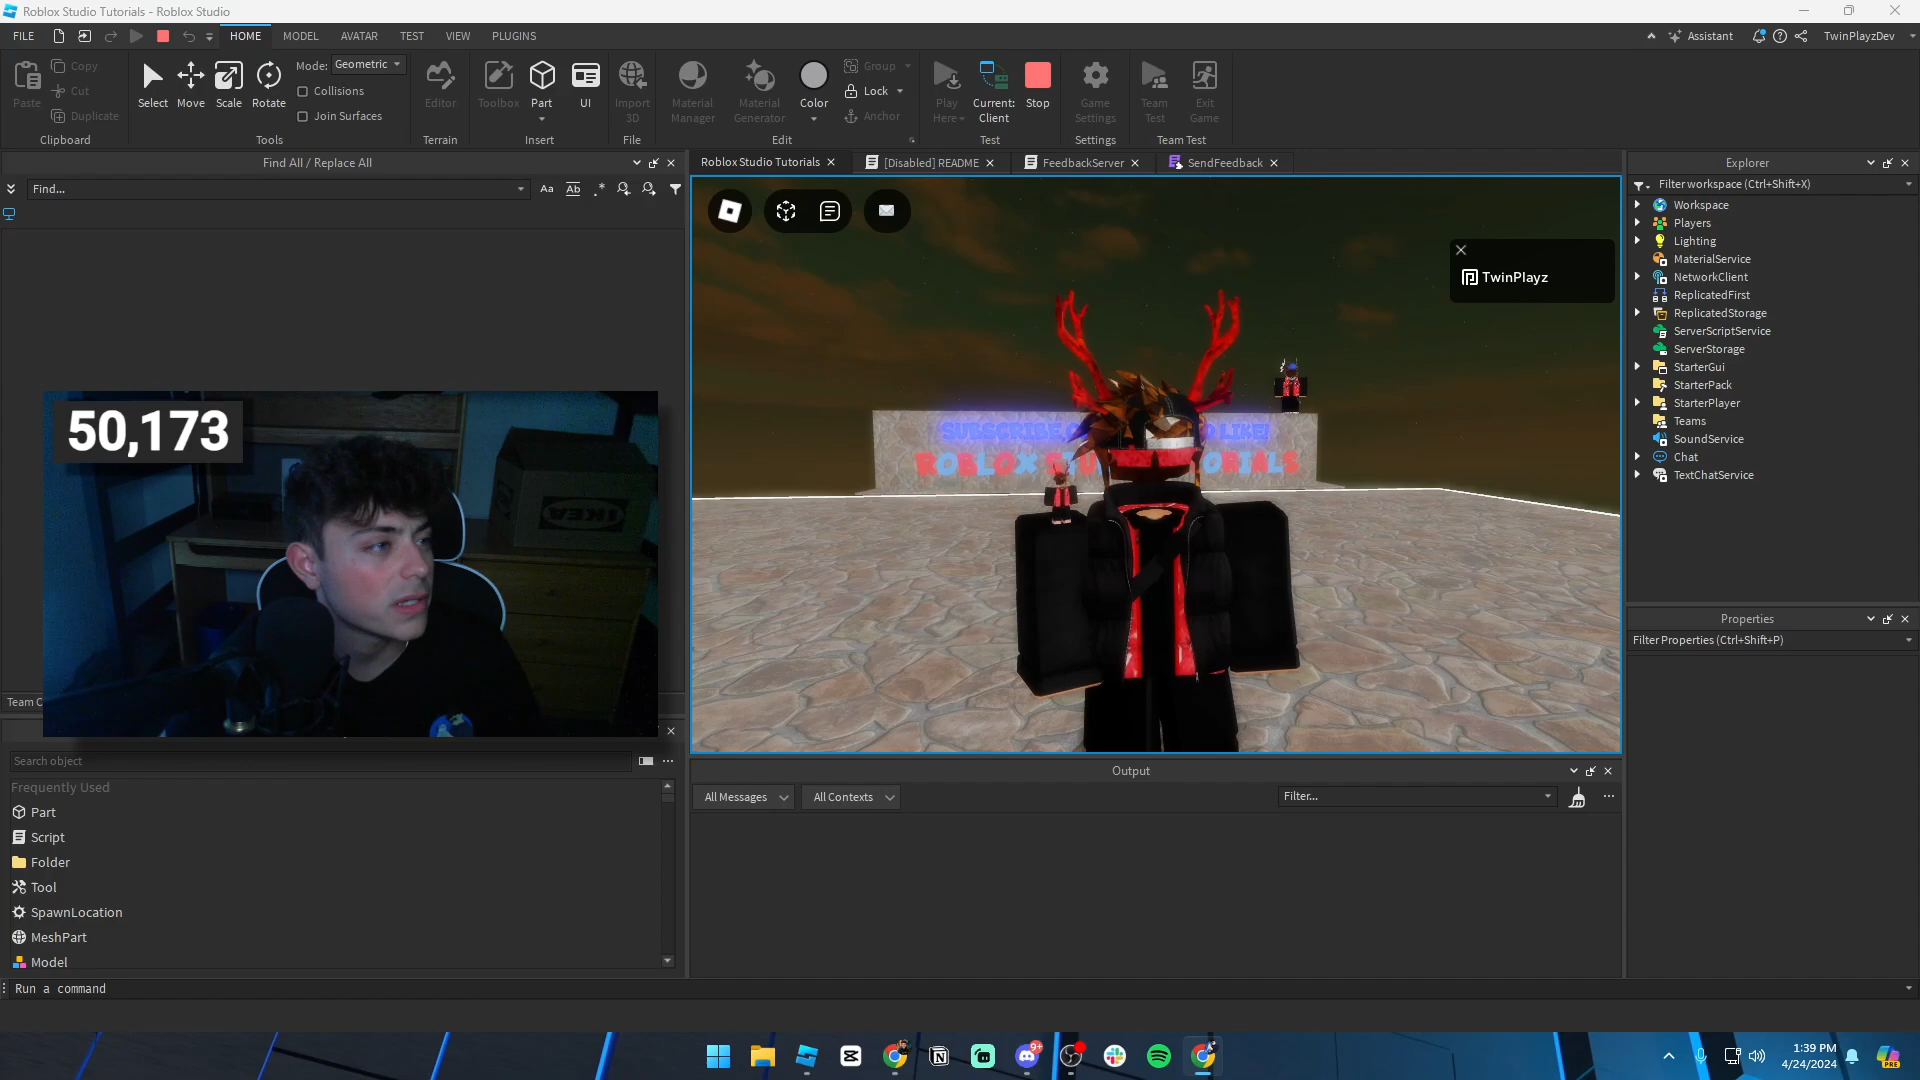 Roblox Studio Tutorials - Roblox Studio
FILE
HOME
MODEL
AVATAR
TEST
VIEW
PLUGINS
Assistant
TwinPlayzDev
Paste
Copy
Cut
Duplicate
Clipboard
Select
Move
Scale
Rotate
Mode: Geometric
Collisions
Join Surfaces
Tools
Editor
Terrain
Toolbox
Part
UI
Insert
Import
3D
File
Material
Manager
Material
Generator
Color
Group
Lock
Anchor
Edit
Play
Here
Current:
Client
Stop
Test
Game
Settings
Settings
Team
Test
Exit
Game
Team Test
Find All / Replace All
Find...
Aa
Ab
.*
Roblox Studio Tutorials
[Disabled] README
FeedbackServer
SendFeedback
TwinPlayz
50,173
IKEA
Team C
Search object
Frequently Used
Part
Script
Folder
Tool
SpawnLocation
MeshPart
Model
Output
All Messages
All Contexts
Filter...
Explorer
Filter workspace (Ctrl+Shift+X)
Workspace
Players
Lighting
MaterialService
NetworkClient
ReplicatedFirst
ReplicatedStorage
ServerScriptService
ServerStorage
StarterGui
StarterPack
StarterPlayer
Teams
SoundService
Chat
TextChatService
Properties
Filter Properties (Ctrl+Shift+P)
Run a command
9+
1:39 PM
4/24/2024
PRE